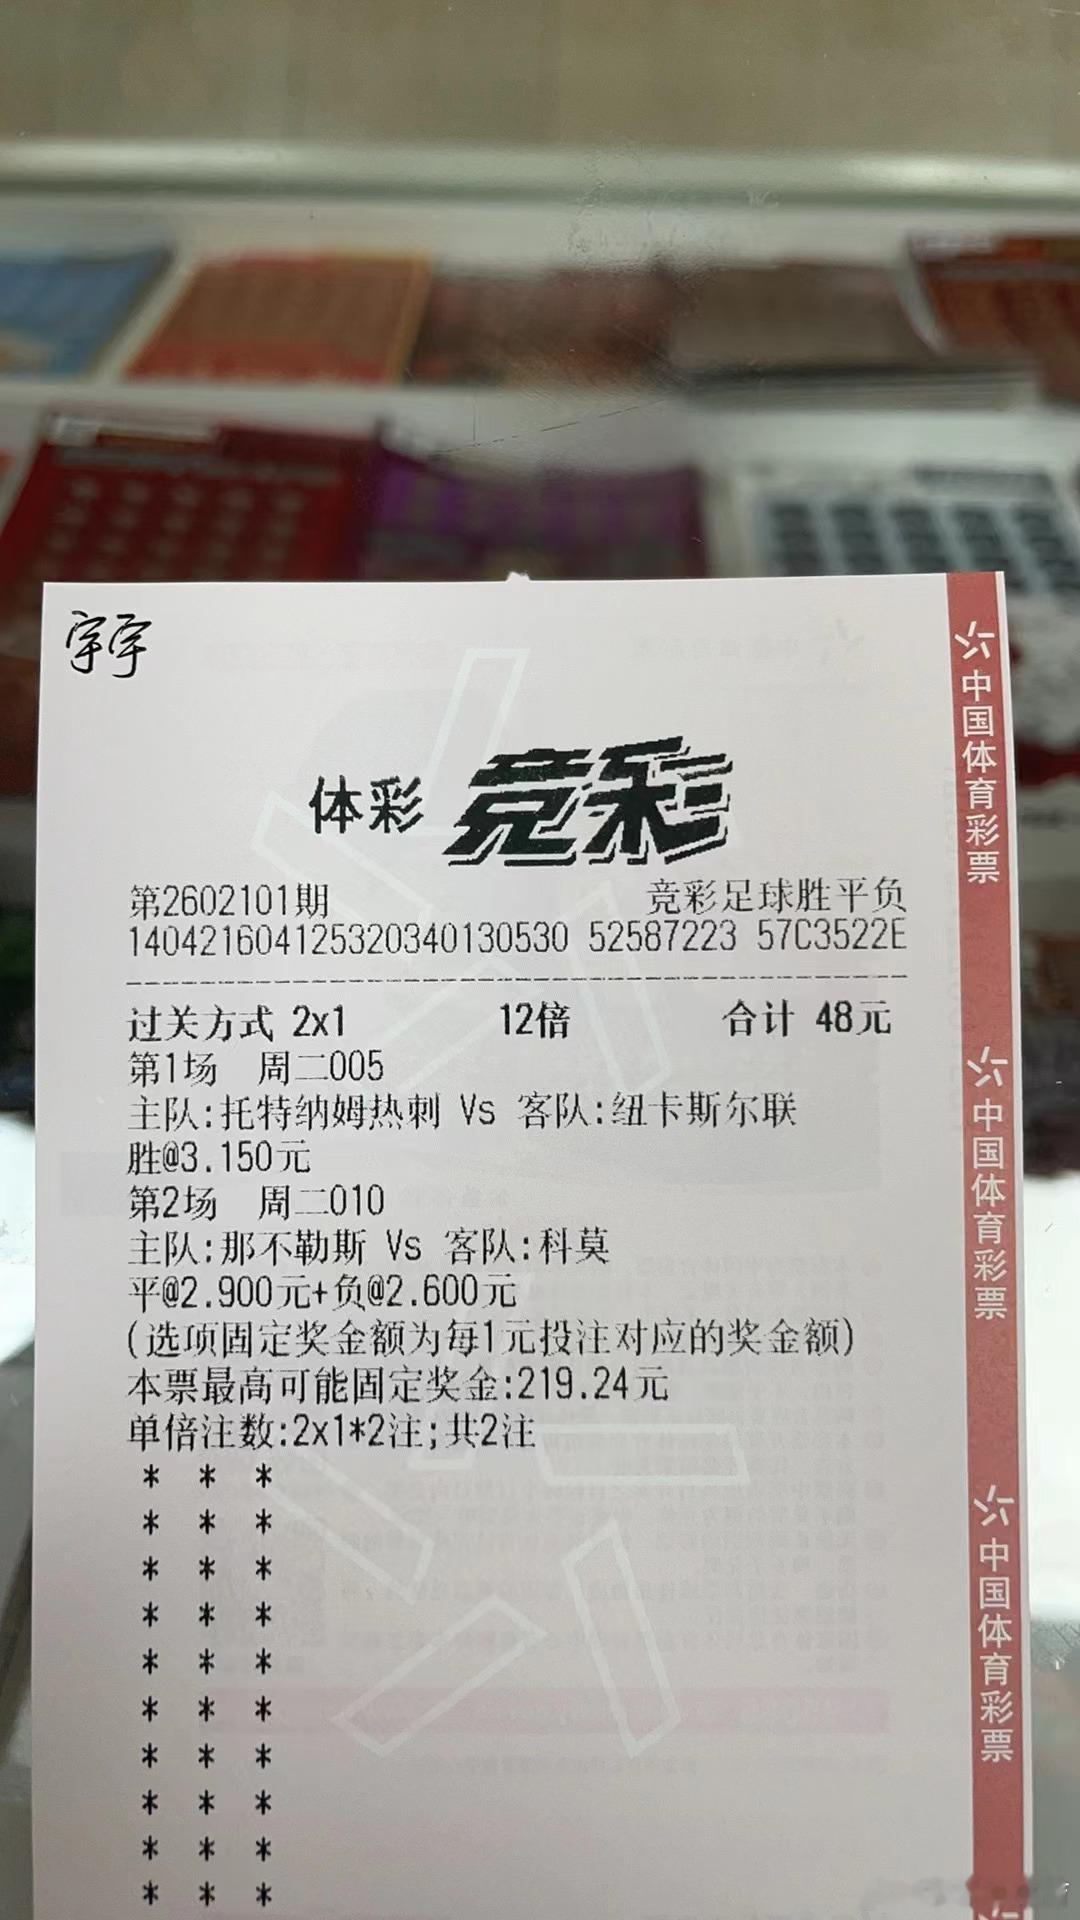 宇宇
体彩 竞彩
第2602101期 竞彩足球胜平负
140421604125320340130530 52587223 57C3522E
过关方式 2x1 12倍 合计 48元
第1场 周二005
主队:托特纳姆热刺 Vs 客队:纽卡斯尔联
胜@3.150元
第2场 周二010
主队:那不勒斯 Vs 客队:科莫
平@2.900元+负@2.600元
(选项固定奖金额为每1元投注对应的奖金额)
本票最高可能固定奖金:219.24元
单倍注数:2x1*2注;共2注
* * *
* * *
* * *
* * *
* * *
* * *
* * *
* * *
* * *
* * *
中国体育彩票
中国体育彩票
中国体育彩票